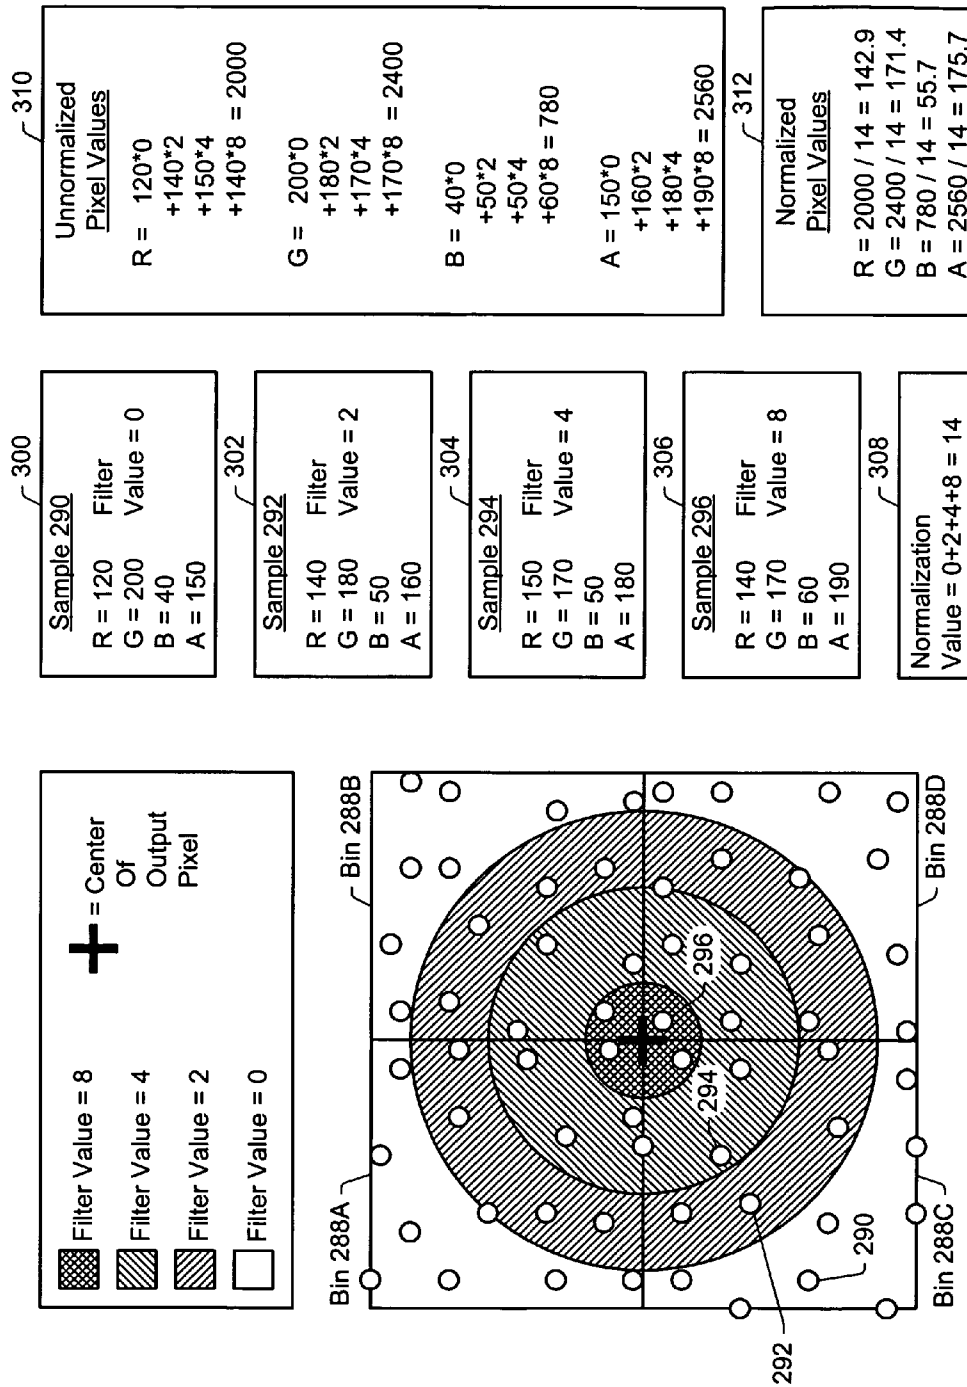 Filter Value = 8
Filter Value = 4
Filter Value = 2
Filter Value = 0
= Center
Of
Output
Pixel
Bin 288A
Bin 288B
Bin 288C
Bin 288D
290
292
294
296
300
Sample 290
R = 120 Filter
G = 200 Value = 0
B = 40
A = 150
302
Sample 292
R = 140 Filter
G = 180 Value = 2
B = 50
A = 160
304
Sample 294
R = 150 Filter
G = 170 Value = 4
B = 50
A = 180
306
Sample 296
R = 140 Filter
G = 170 Value = 8
B = 60
A = 190
308
Normalization
Value = 0+2+4+8 = 14
310
Unnormalized
Pixel Values
R = 120*0
+140*2
+150*4
+140*8 = 2000
G = 200*0
+180*2
+170*4
+170*8 = 2400
B = 40*0
+50*2
+50*4
+60*8 = 780
A = 150*0
+160*2
+180*4
+190*8 = 2560
312
Normalized
Pixel Values
R = 2000 / 14 = 142.9
G = 2400 / 14 = 171.4
B = 780 / 14 = 55.7
A = 2560 / 14 = 175.7